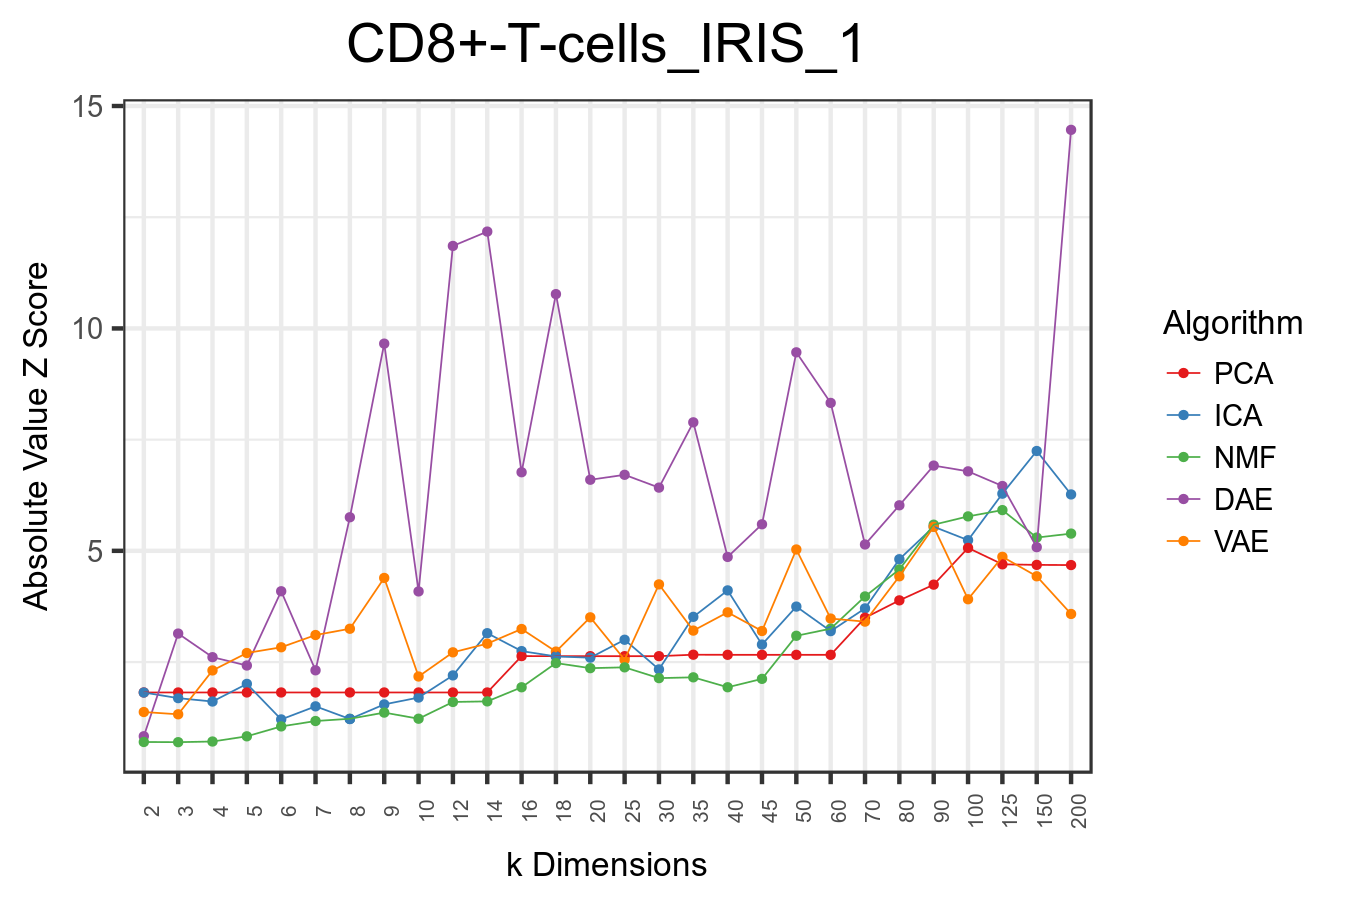 CD8+-T-cells_IRIS_1
Absolute Value Z Score
15
10
5
2 3 4 5 6 7 8 9 10 12 14 16 18 20 25 30 35 40 45 50 60 70 80 90 100 125 150 200
k Dimensions
Algorithm
PCA
ICA
NMF
DAE
VAE